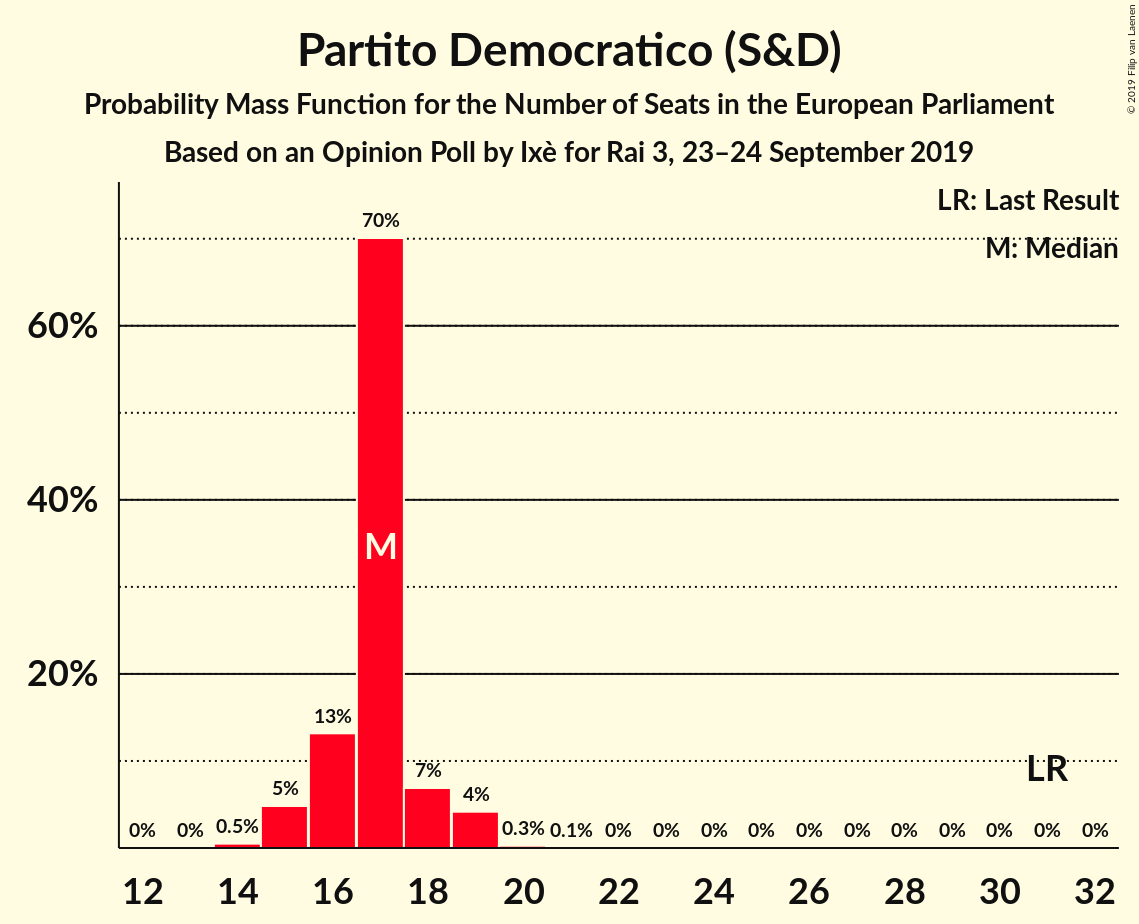 Partito Democratico (S&D)
Probability Mass Function for the Number of Seats in the European Parliament
Based on an Opinion Poll by Ixè for Rai 3, 23–24 September 2019
© 2019 Filip van Laenen
LR: Last Result
M: Median
70%
60%
40%
M
20%
13%
7%
LR
5%
4%
0% 0% 0.5% 0.3% 0.1% 0% 0% 0% 0% 0% 0% 0% 0% 0% 0% 0%
12 14 16 18 20 22 24 26 28 30 32